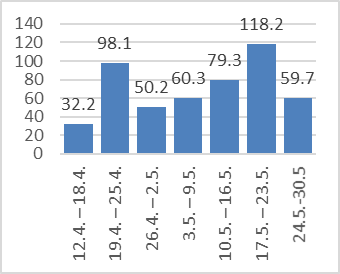 140
120
100
80
60
40
20
0
32.2
98.1
50.2
60.3
79.3
118.2
59.7
12.4. – 18.4.
19.4. – 25.4.
26.4. – 2.5.
3.5. – 9.5.
10.5. – 16.5.
17.5. – 23.5.
24.5.-30.5